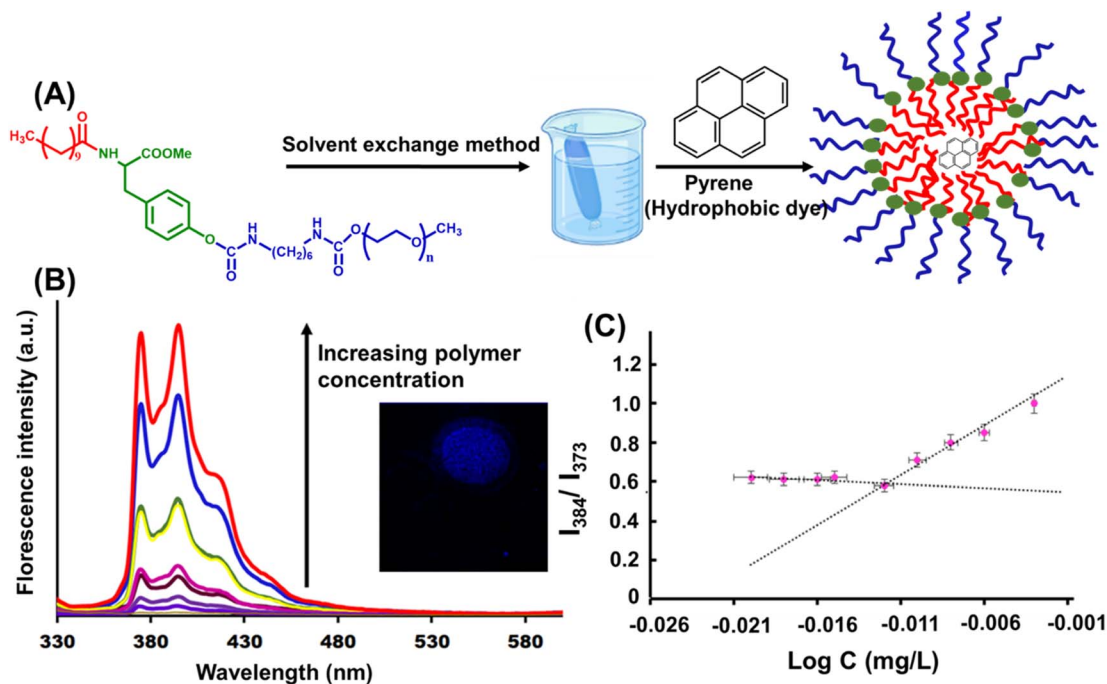 (A)
H₃C
9
O
NH
COOMe
O
O
H
N
(CH₂)₆
H
N
O
O
O
n
CH₃
Solvent exchange method
Pyrene
(Hydrophobic dye)
(B)
Florescence intensity (a.u.)
Increasing polymer
concentration
330 380 430 480 530 580
Wavelength (nm)
(C)
I₃₈₄/ I₃₇₃
1.2
1.0
0.8
0.6
0.4
0.2
0
-0.026 -0.021 -0.016 -0.011 -0.006 -0.001
Log C (mg/L)